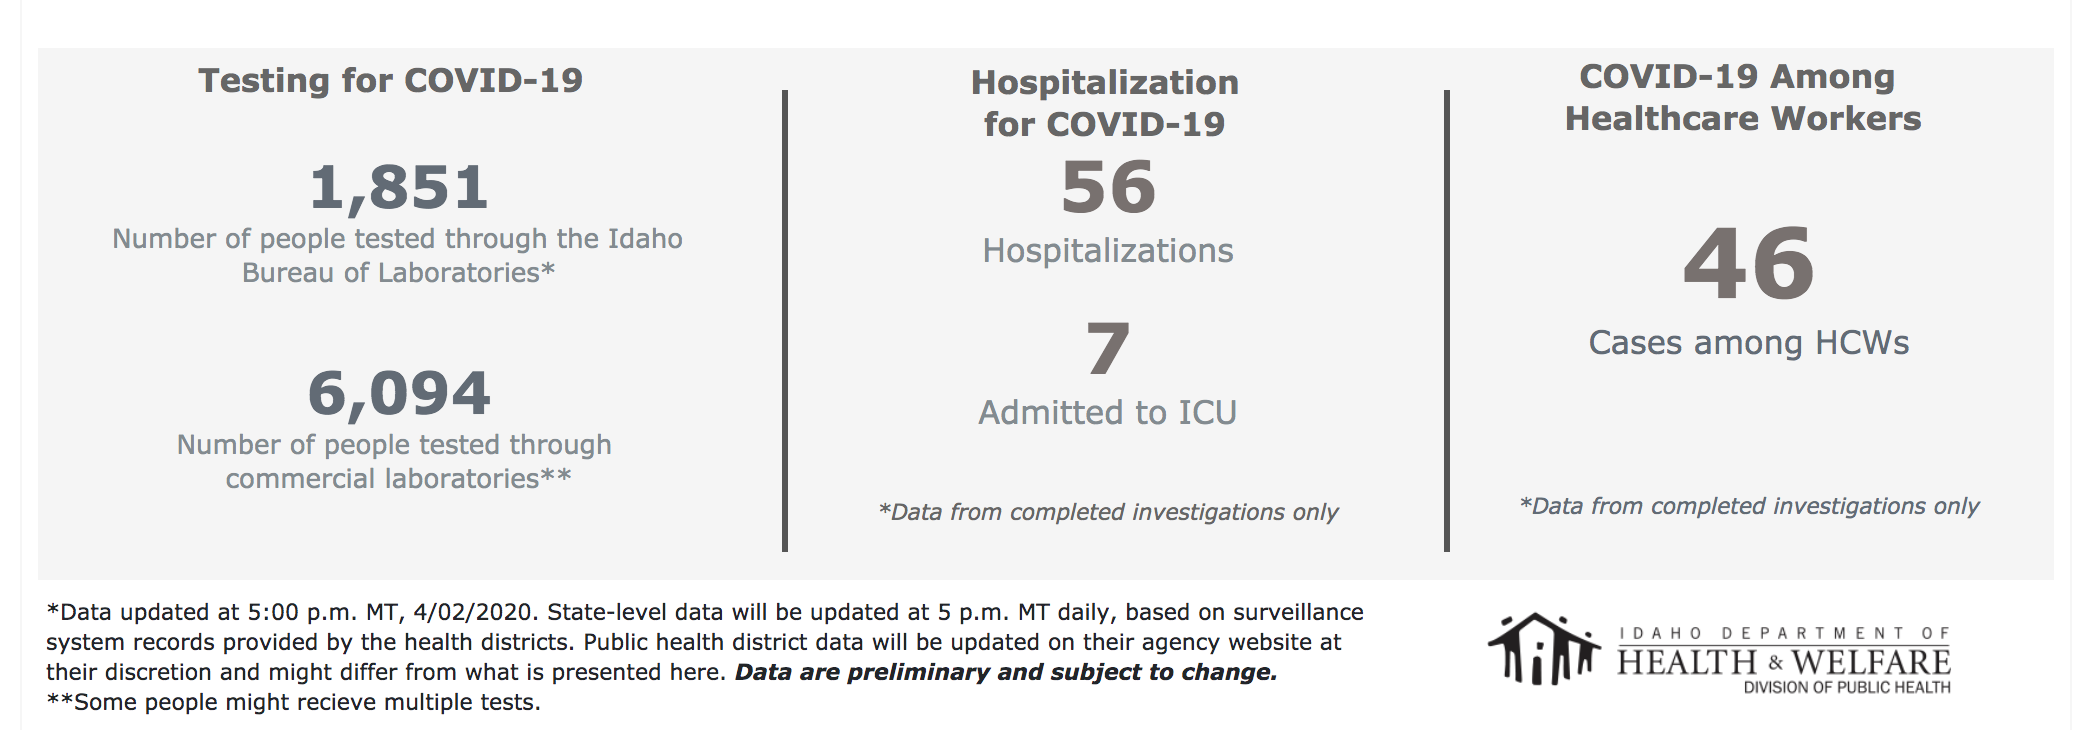 Testing for COVID-19
1,851
Number of people tested through the Idaho
Bureau of Laboratories*
6,094
Number of people tested through
commercial laboratories**
Hospitalization
for COVID-19
56
Hospitalizations
7
Admitted to ICU
*Data from completed investigations only
COVID-19 Among
Healthcare Workers
46
Cases among HCWs
*Data from completed investigations only
*Data updated at 5:00 p.m. MT, 4/02/2020. State-level data will be updated at 5 p.m. MT daily, based on surveillance
system records provided by the health districts. Public health district data will be updated on their agency website at
their discretion and might differ from what is presented here. Data are preliminary and subject to change.
**Some people might recieve multiple tests.
IDAHO DEPARTMENT OF
HEALTH & WELFARE
DIVISION OF PUBLIC HEALTH